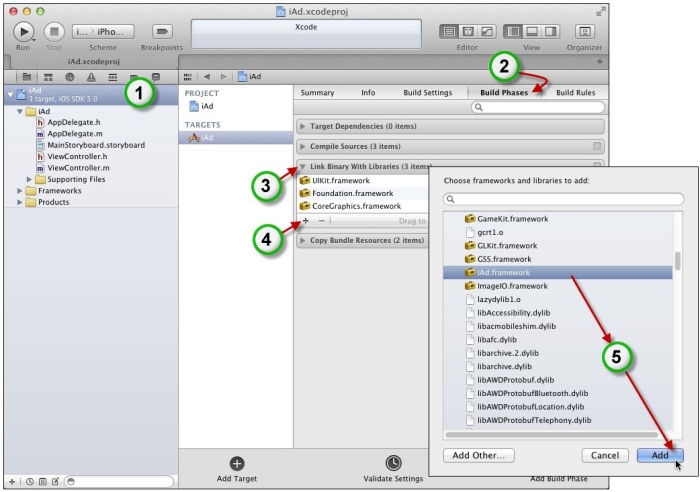 iAd.xcodeproj
Xcode
i... iPho...
Run Stop Scheme Breakpoints
Editor View Organizer
iAd.xcodeproj
iAd
iAd
1 target, iOS SDK 5.0
1
iAd
AppDelegate.h
AppDelegate.m
MainStoryboard.storyboard
ViewController.h
ViewController.m
Supporting Files
Frameworks
Products
PROJECT
iAd
TARGETS
iAd
2
Summary Info Build Settings Build Phases Build Rules
Target Dependencies (0 items)
Compile Sources (3 items)
3
Link Binary With Libraries (3 items)
UIKit.framework
Foundation.framework
CoreGraphics.framework
4
Drag to
Copy Bundle Resources (2 items)
Choose frameworks and libraries to add:
GameKit.framework
gcrt1.o
GLKit.framework
GSS.framework
iAd.framework
ImageIO.framework
lazydylib1.o
libAccessibility.dylib
libacmobileshim.dylib
libafc.dylib
libarchive.2.dylib
libarchive.dylib
libAWDProtobuf.dylib
libAWDProtobufBluetooth.dylib
libAWDProtobufLocation.dylib
libAWDProtobufTelephony.dylib
5
Add Other... Cancel Add
Add Target Validate Settings Add Build Phase